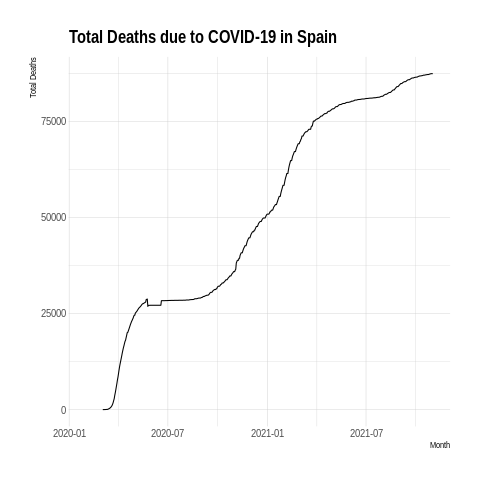 Total Deaths due to COVID-19 in Spain
Total Deaths
75000
50000
25000
0
2020-01 2020-07 2021-01 2021-07
Month